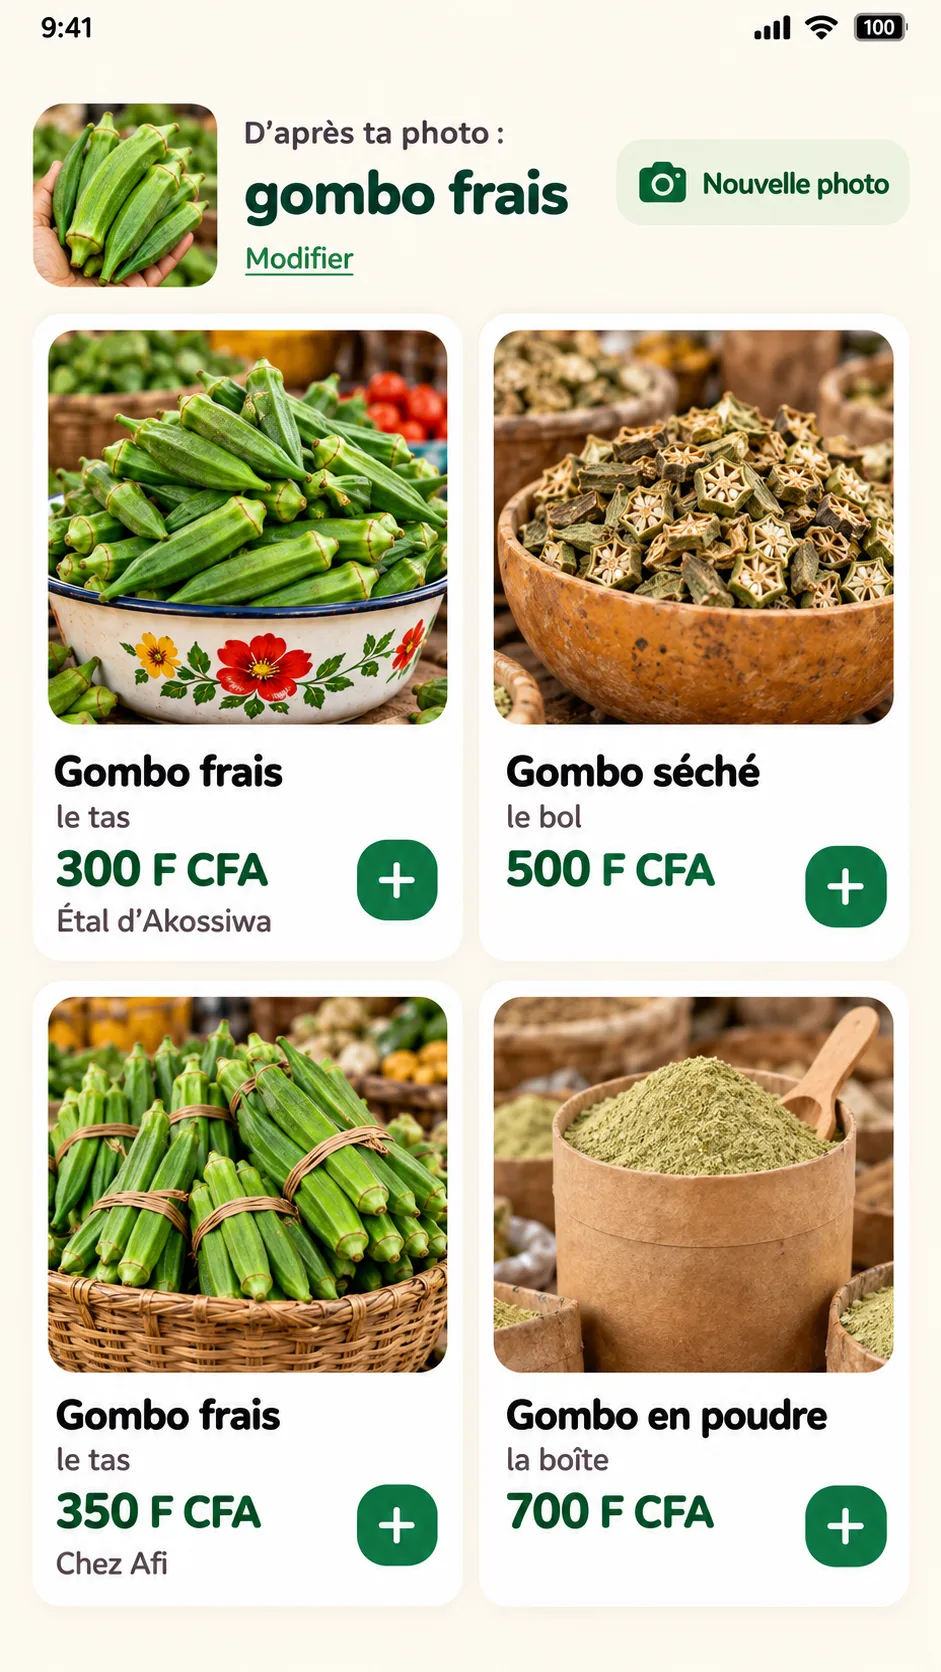 9:41
100
D’après ta photo :
gombo frais
Modifier
Nouvelle photo
Gombo frais
le tas
300 F CFA
Étal d’Akossiwa
Gombo séché
le bol
500 F CFA
Gombo frais
le tas
350 F CFA
Chez Afi
Gombo en poudre
la boîte
700 F CFA